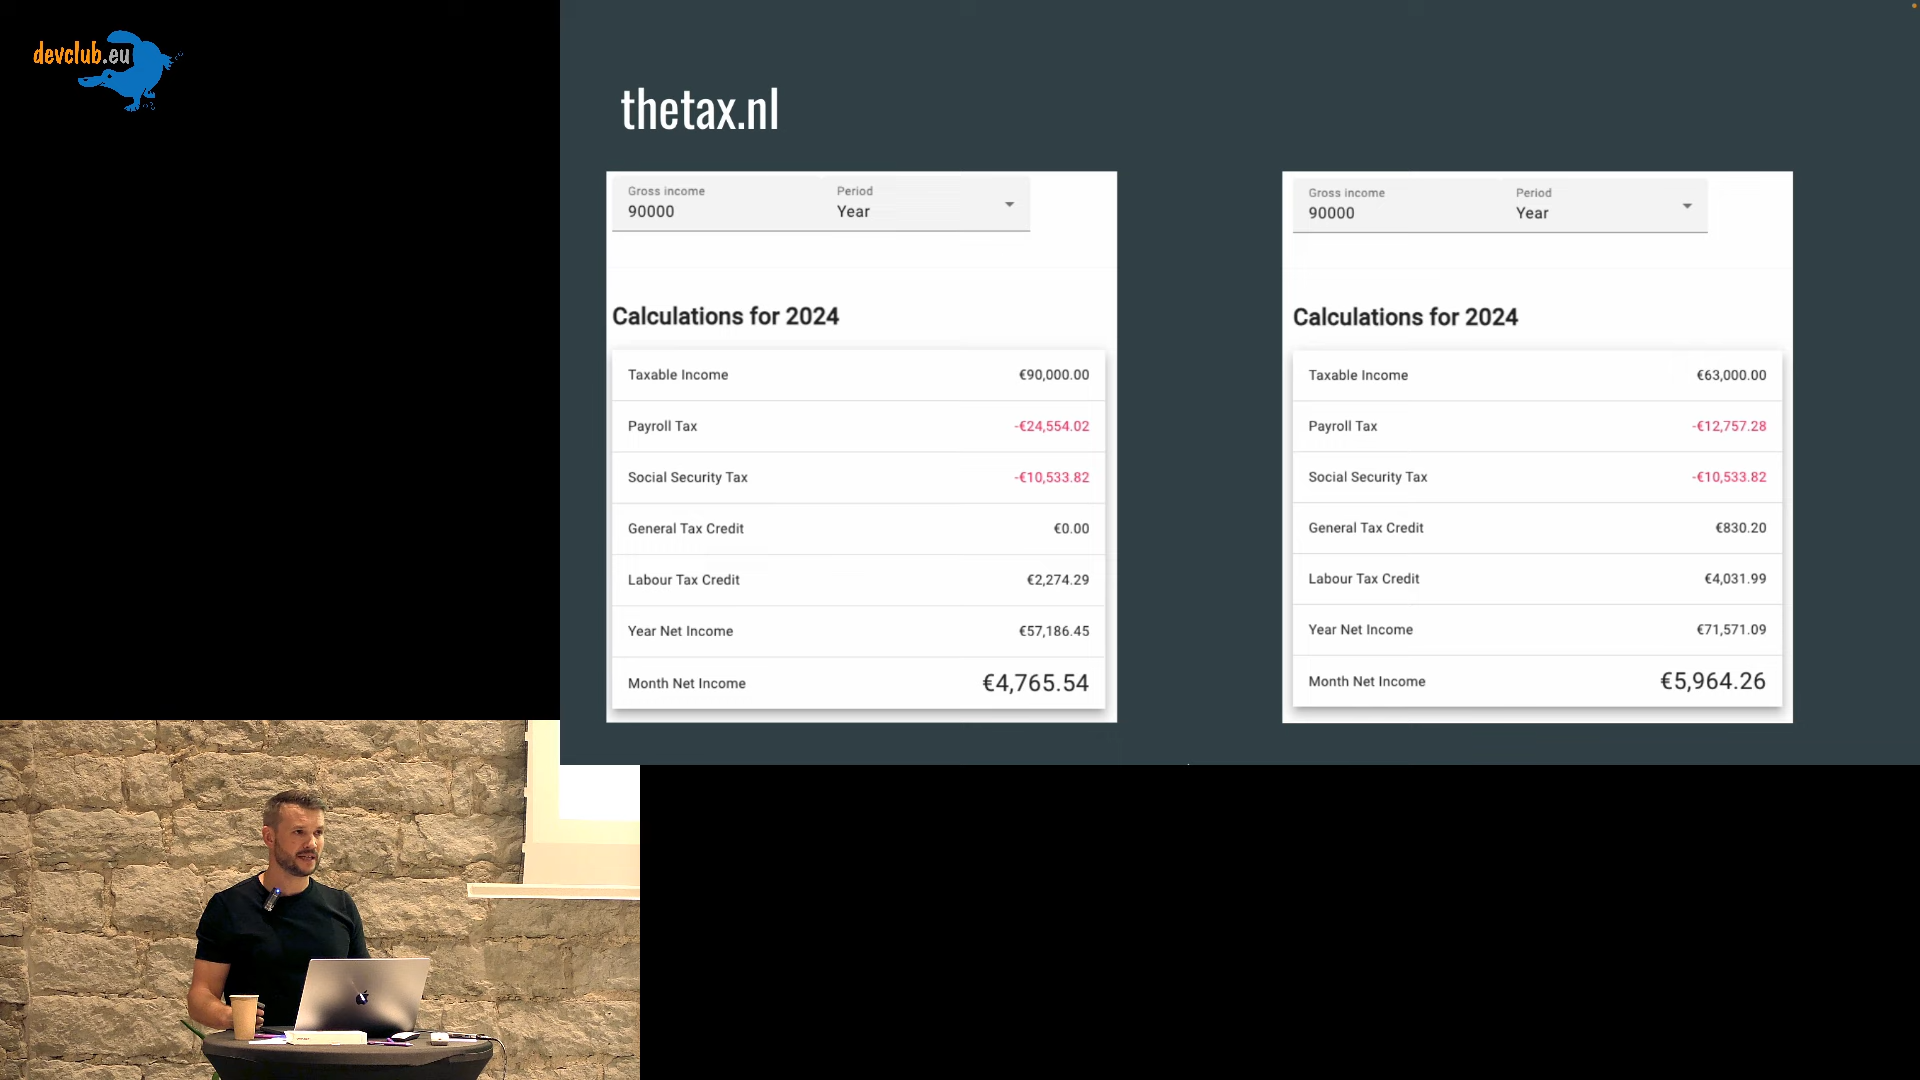 devclub.eu
thetax.nl
Gross income
90000
Period
Year
Calculations for 2024
Taxable Income €90,000.00
Payroll Tax -€24,554.02
Social Security Tax -€10,533.82
General Tax Credit €0.00
Labour Tax Credit €2,274.29
Year Net Income €57,186.45
Month Net Income €4,765.54
Gross income
90000
Period
Year
Calculations for 2024
Taxable Income €63,000.00
Payroll Tax -€12,757.28
Social Security Tax -€10,533.82
General Tax Credit €830.20
Labour Tax Credit €4,031.99
Year Net Income €71,571.09
Month Net Income €5,964.26